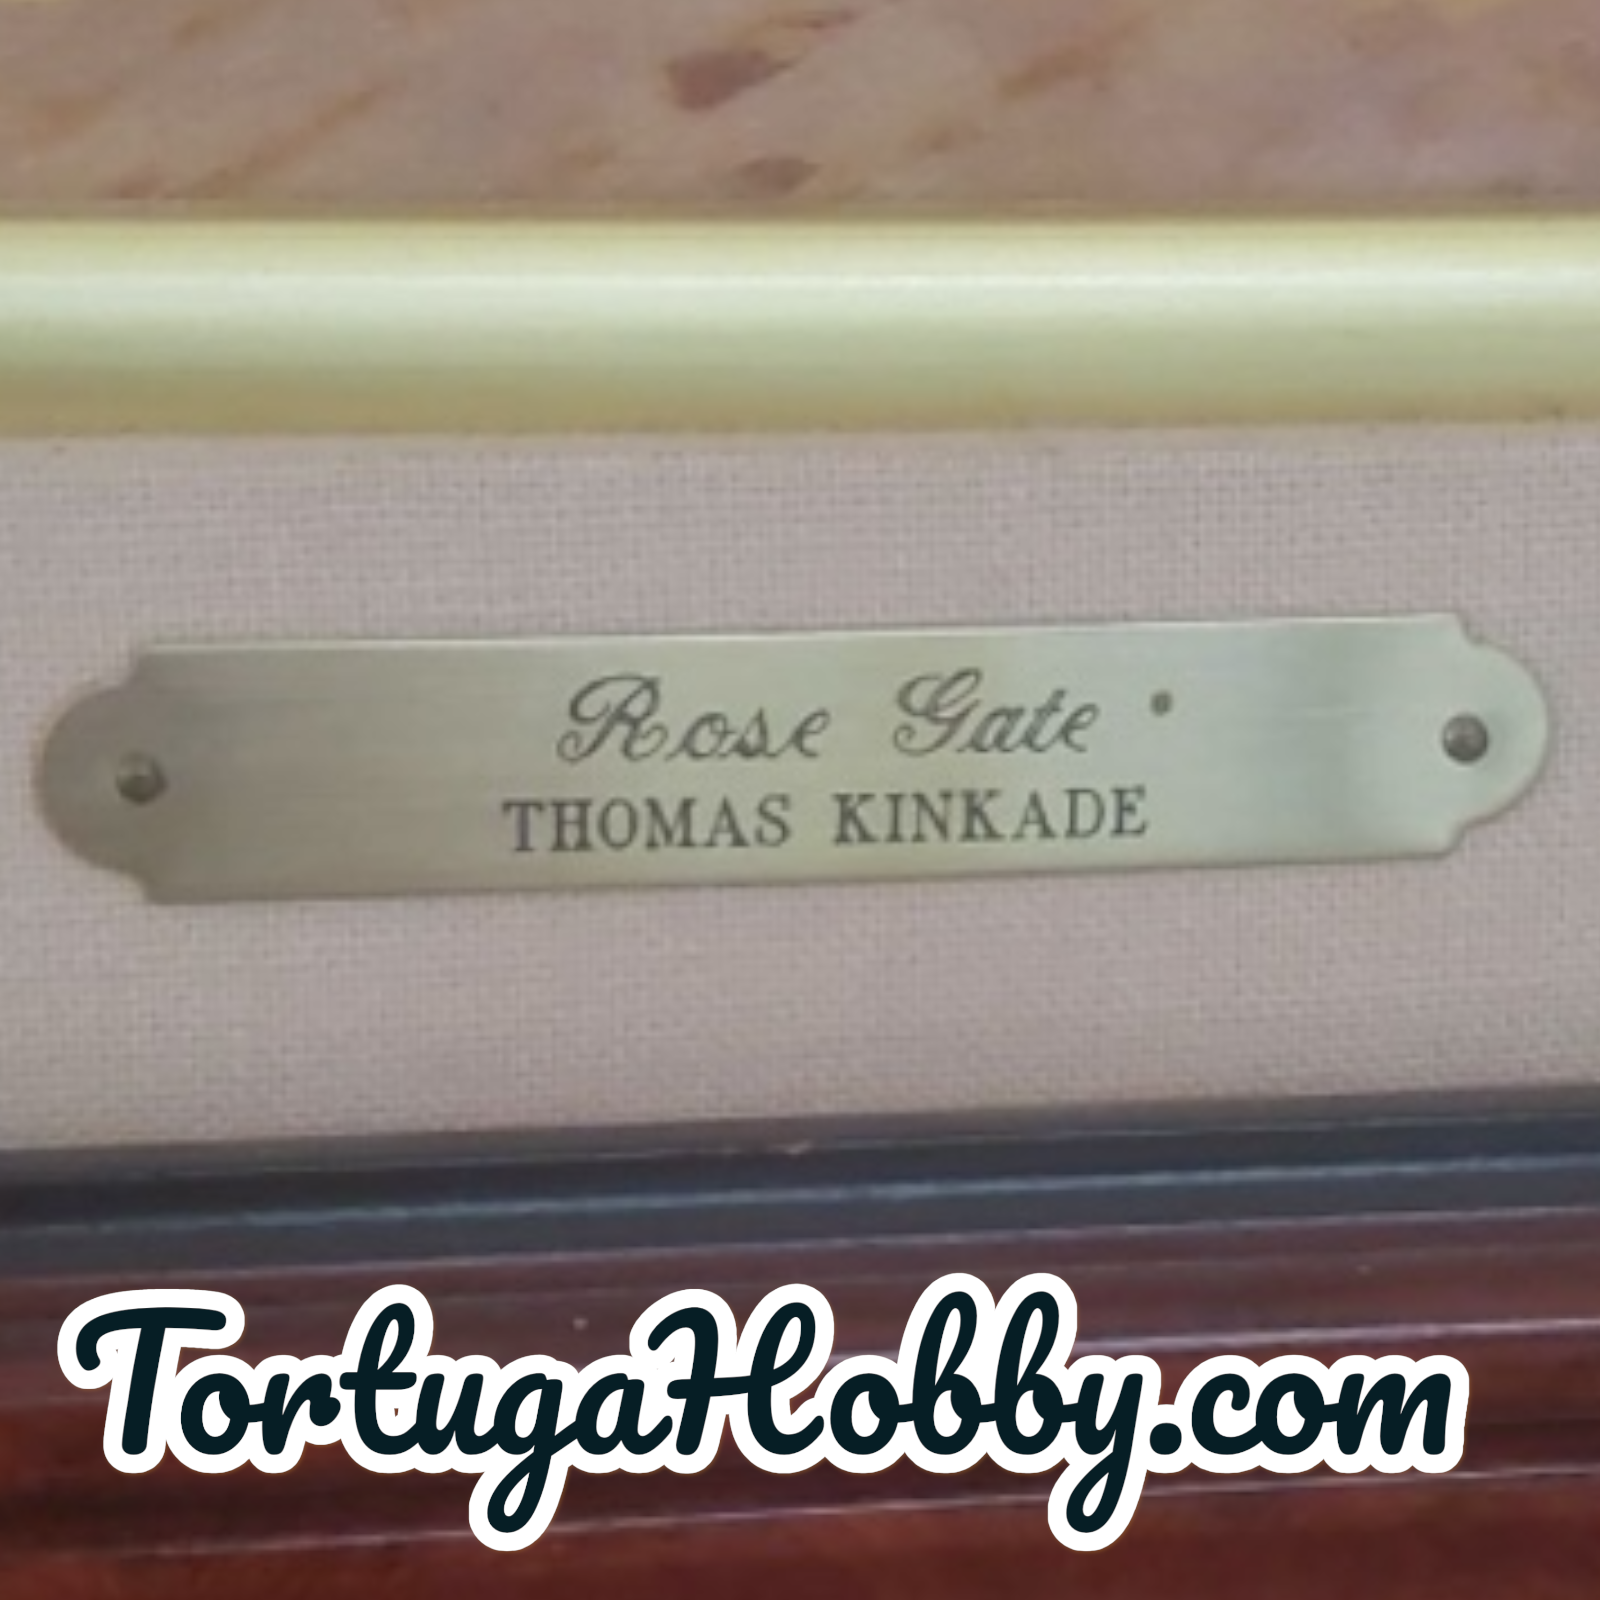 Rose Gate
THOMAS KINKADE
TortugaHobby.com